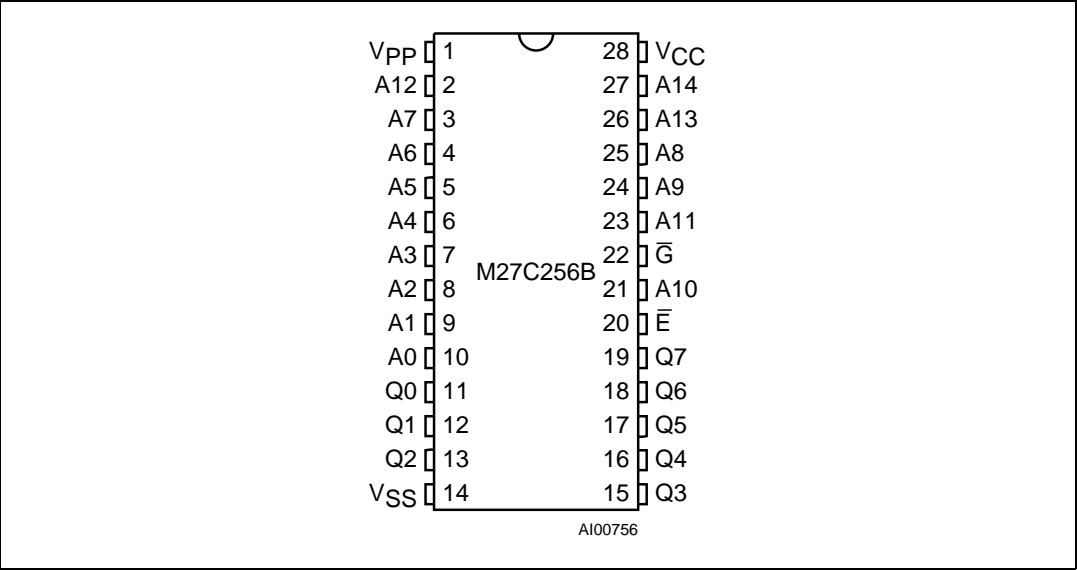 VPP 1 28 VCC
A12 2 27 A14
A7 3 26 A13
A6 4 25 A8
A5 5 24 A9
A4 6 23 A11
A3 7 22 G̅
M27C256B
A2 8 21 A10
A1 9 20 E̅
A0 10 19 Q7
Q0 11 18 Q6
Q1 12 17 Q5
Q2 13 16 Q4
VSS 14 15 Q3
AI00756